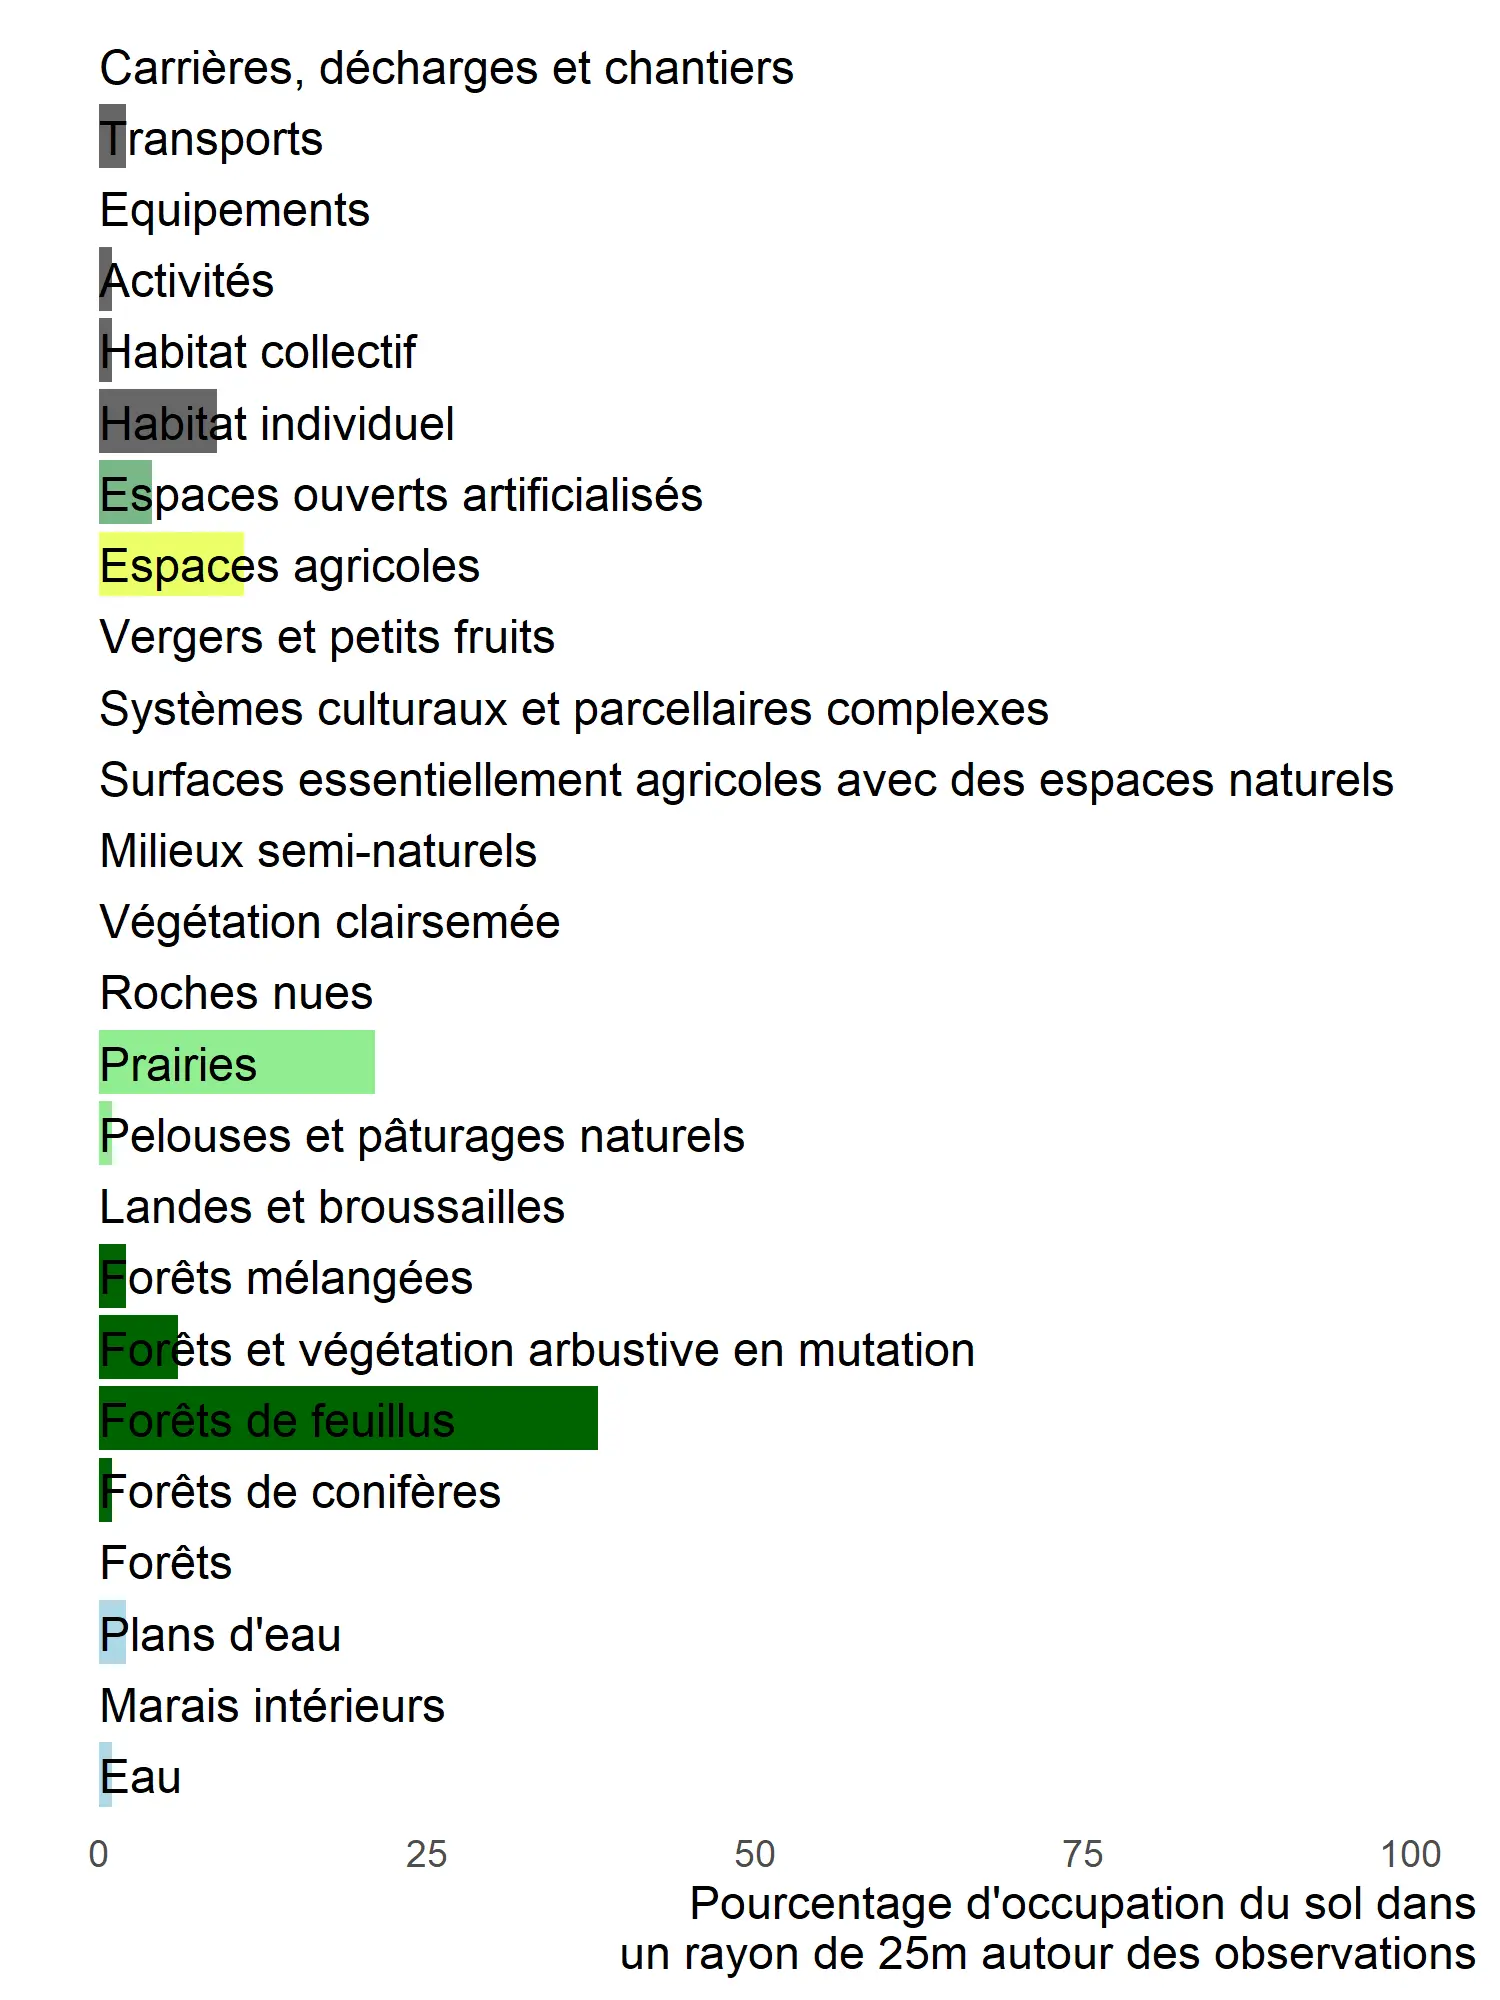 Carrières, décharges et chantiers
Transports
Equipements
Activités
Habitat collectif
Habitat individuel
Espaces ouverts artificialisés
Espaces agricoles
Vergers et petits fruits
Systèmes culturaux et parcellaires complexes
Surfaces essentiellement agricoles avec des espaces naturels
Milieux semi-naturels
Végétation clairsemée
Roches nues
Prairies
Pelouses et pâturages naturels
Landes et broussailles
Forêts mélangées
Forêts et végétation arbustive en mutation
Forêts de feuillus
Forêts de conifères
Forêts
Plans d'eau
Marais intérieurs
Eau
0 25 50 75 100
Pourcentage d'occupation du sol dans
un rayon de 25m autour des observations